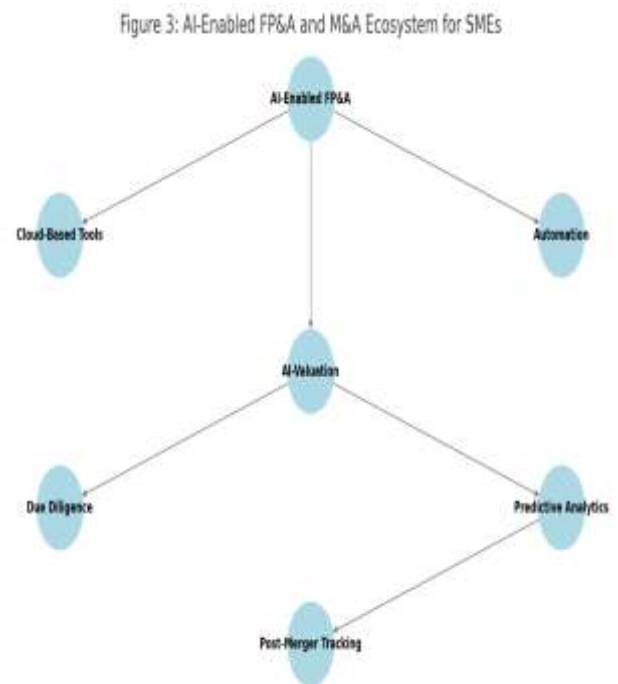 Figure 3: AI-Enabled FP&A and M&A Ecosystem for SMEs
AI-Enabled FP&A
Cloud-Based Tools
Automation
AI-Valuation
Due Diligence
Predictive Analytics
Post-Merger Tracking